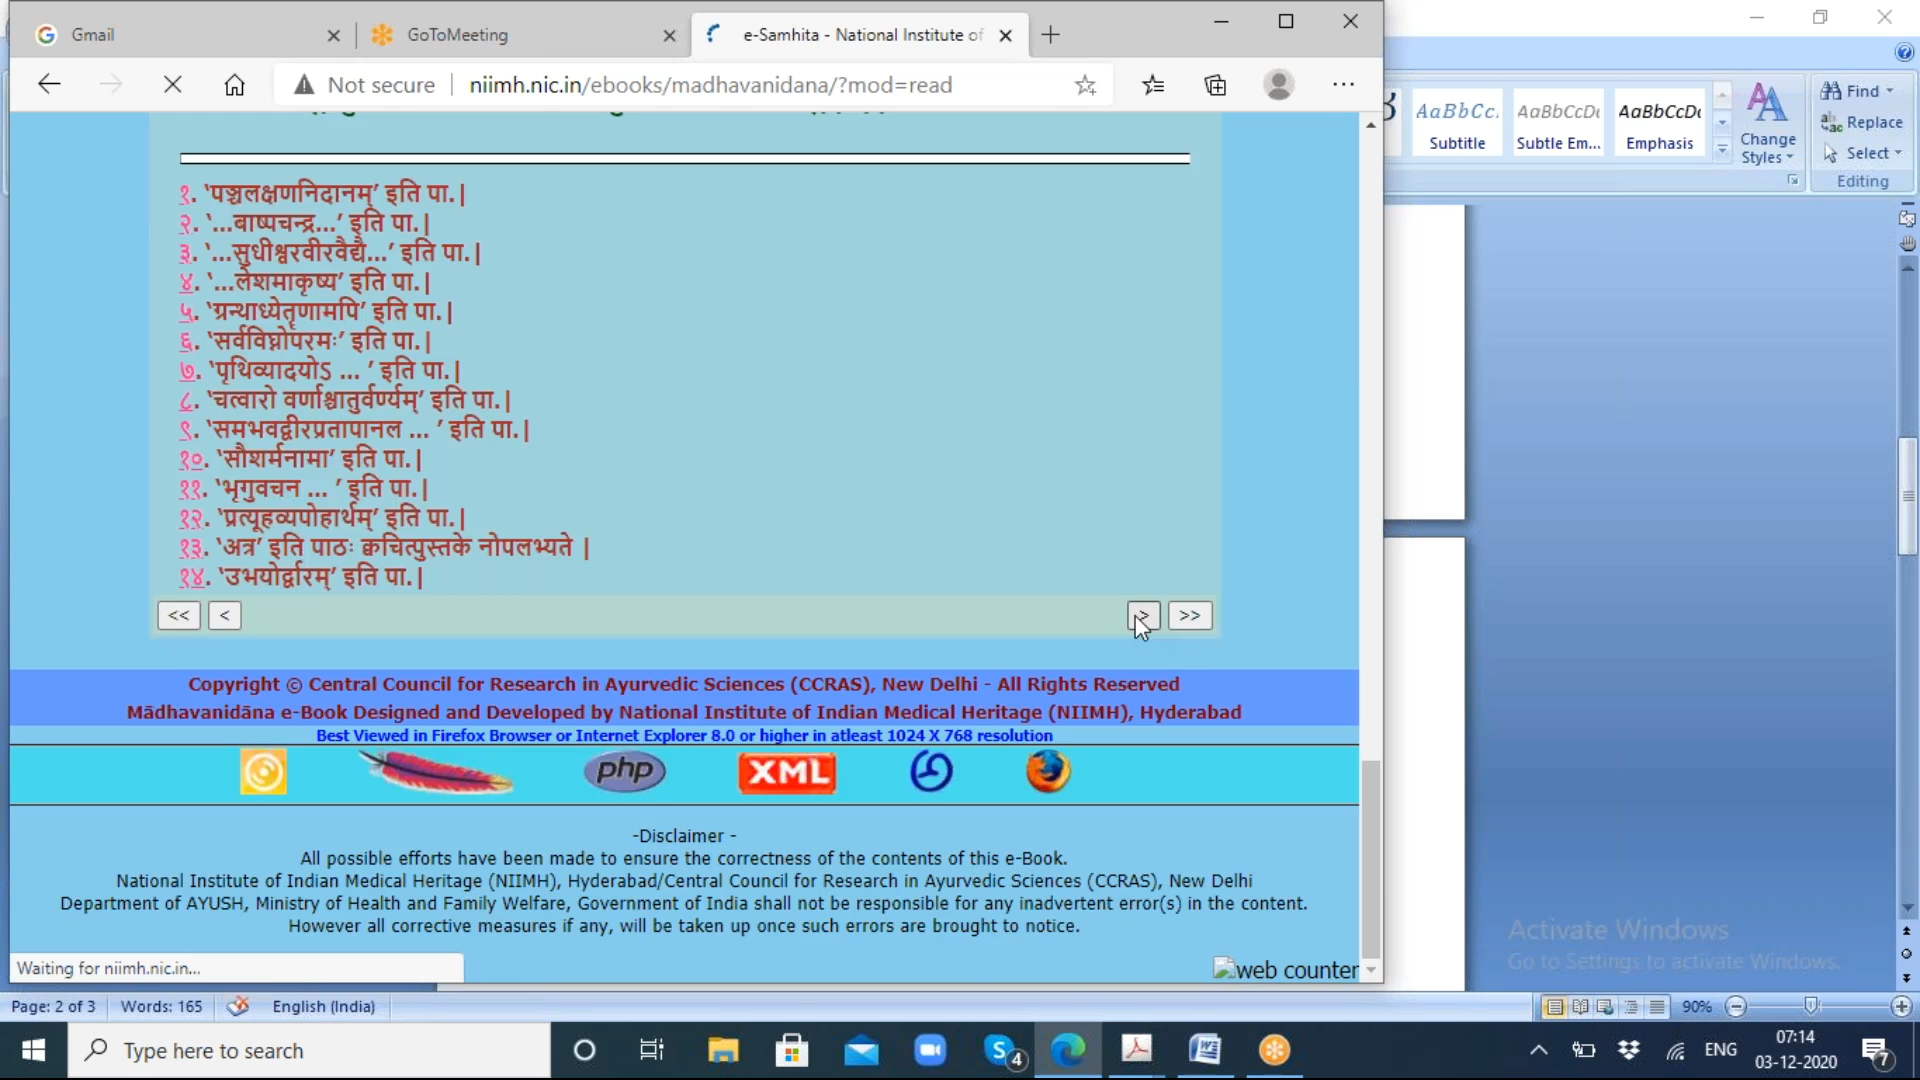 Gmail
GoToMeeting
e-Samhita - National Institute of
Not secure
niimh.nic.in/ebooks/madhavanidana/?mod=read
AaBbCc.
Subtitle
AaBbCcDc
Subtle Em...
AaBbCcDc
Emphasis
Change
Styles
Find
Replace
Select
Editing
१. ‘पञ्चलक्षणनिदानम्’ इति पा.|
२. ‘...बाष्पचन्द्र...’ इति पा.|
३. ‘...सुधीश्वरवीरवैद्यै...’ इति पा.|
४. ‘...लेशमाकृष्य’ इति पा.|
५. ‘ग्रन्थाध्येतॄणामपि’ इति पा.|
६. ‘सर्वविघ्नोपरमः’ इति पा.|
७. ‘पृथिव्यादयोऽ ... ’ इति पा.|
८. ‘चत्वारो वर्णाश्चातुर्वर्ण्यम्’ इति पा.|
९. ‘समभवद्वीरप्रतापानल ... ’ इति पा.|
१०. ‘सौशर्मनामा’ इति पा.|
११. ‘भृगुवचन ... ’ इति पा.|
१२. ‘प्रत्यूहव्यपोहार्थम्’ इति पा.|
१३. ‘अत्र’ इति पाठः क्वचित्पुस्तके नोपलभ्यते |
१४. ‘उभयोर्द्वारम्’ इति पा.|
<< < > >>
Copyright © Central Council for Research in Ayurvedic Sciences (CCRAS), New Delhi - All Rights Reserved
Mādhavanidāna e-Book Designed and Developed by National Institute of Indian Medical Heritage (NIIMH), Hyderabad
Best Viewed in Firefox Browser or Internet Explorer 8.0 or higher in atleast 1024 X 768 resolution
php
XML
-Disclaimer -
All possible efforts have been made to ensure the correctness of the contents of this e-Book.
National Institute of Indian Medical Heritage (NIIMH), Hyderabad/Central Council for Research in Ayurvedic Sciences (CCRAS), New Delhi
Department of AYUSH, Ministry of Health and Family Welfare, Government of India shall not be responsible for any inadvertent error(s) in the content.
However all corrective measures if any, will be taken up once such errors are brought to notice.
Activate Windows
Go to Settings to activate Windows.
Waiting for niimh.nic.in...
web counter
Page: 2 of 3
Words: 165
English (India)
90%
Type here to search
4
ENG
07:14
03-12-2020
7